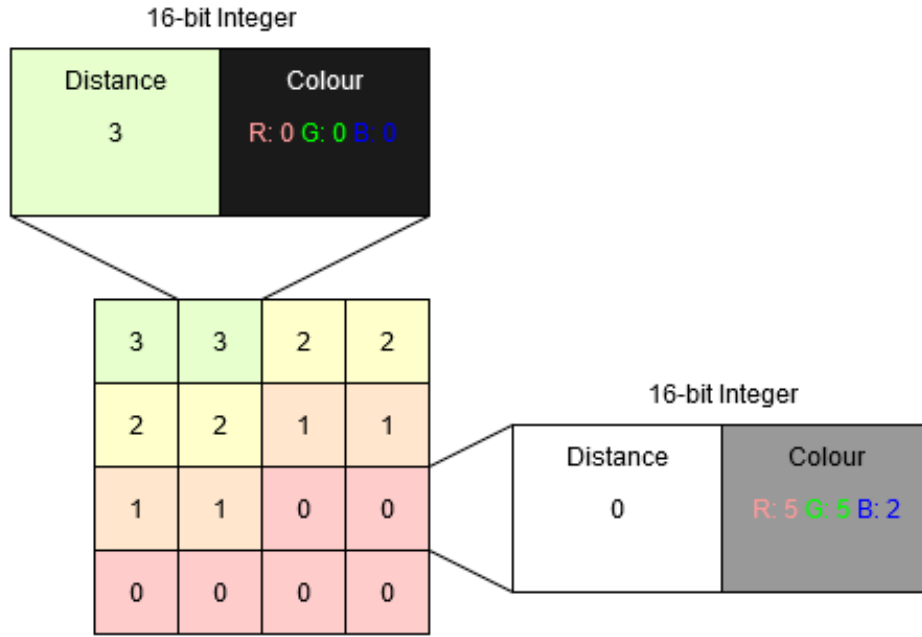 16-bit Integer
Distance Colour
3 R: 0 G: 0 B: 0
3 3 2 2
2 2 1 1
1 1 0 0
0 0 0 0
16-bit Integer
Distance Colour
0 R: 5 G: 5 B: 2